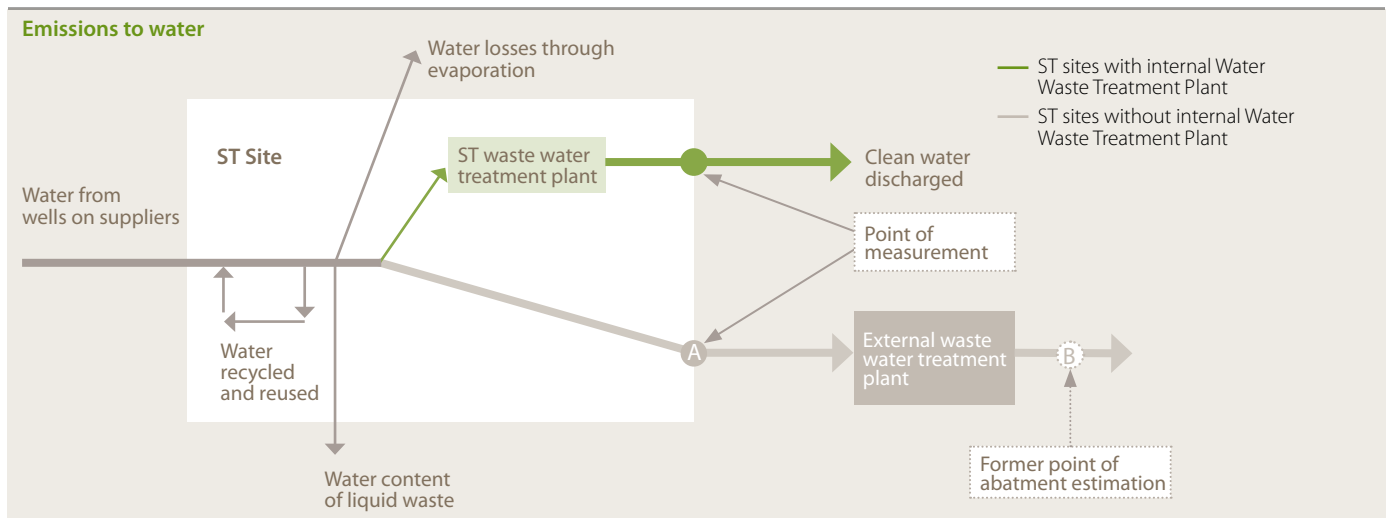 Emissions to water
Water losses through
evaporation
ST sites with internal Water
Waste Treatment Plant
ST sites without internal Water
Waste Treatment Plant
ST Site
ST waste water
treatment plant
Clean water
discharged
Water from
wells on suppliers
Point of
measurement
Water
recycled
and reused
A
External waste
water treatment
plant
B
Water content
of liquid waste
Former point of
abatment estimation